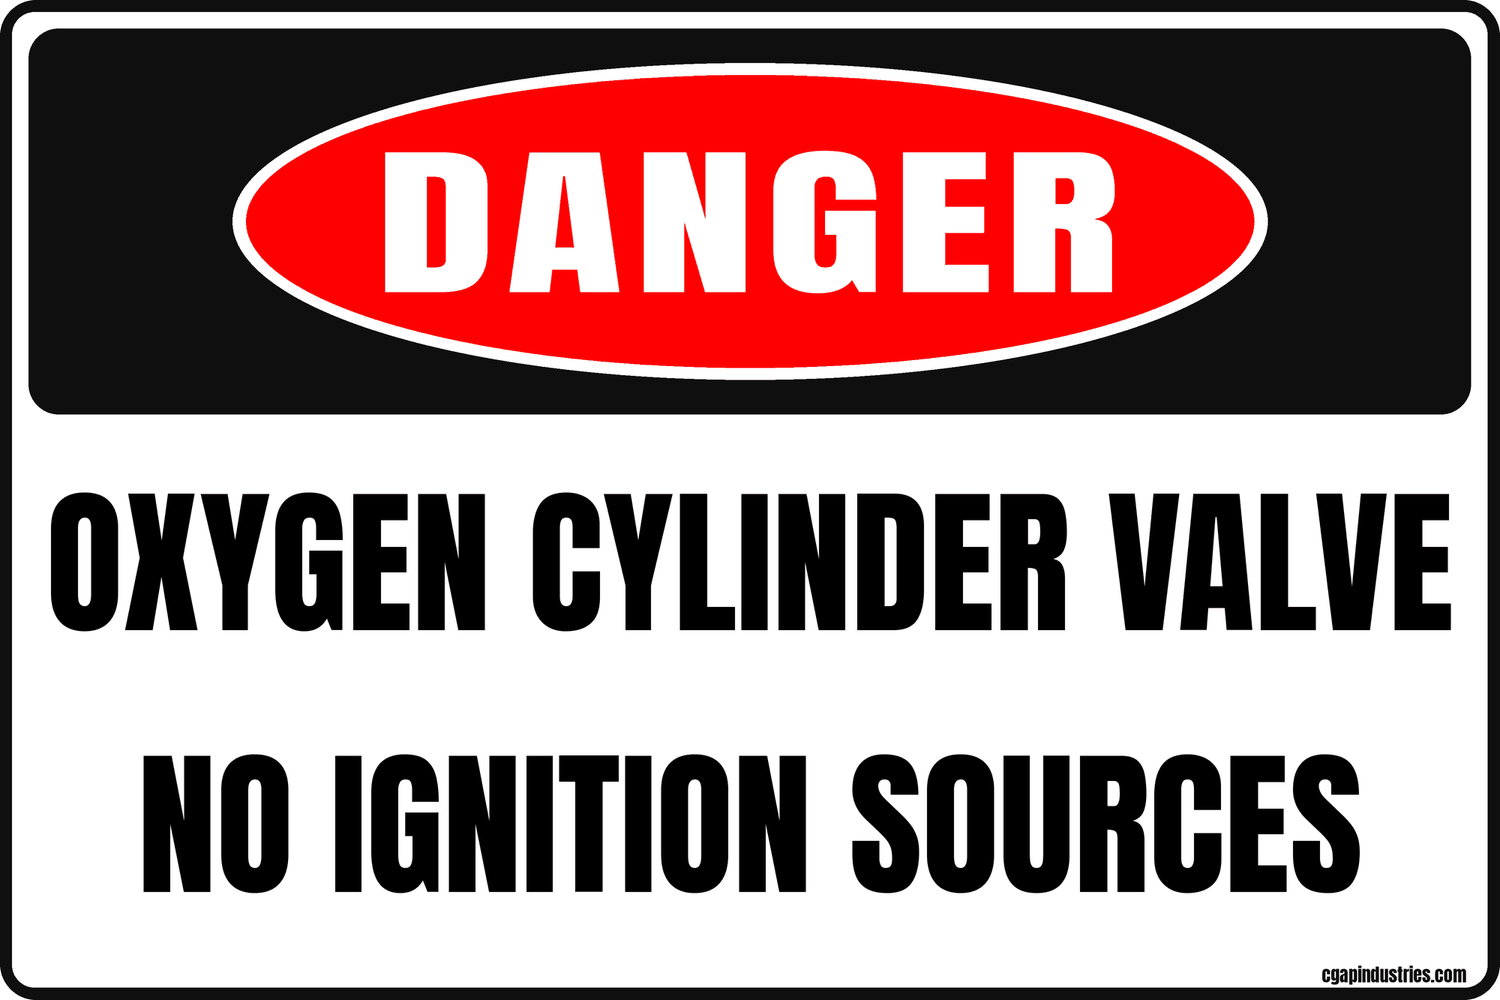 DANGER
OXYGEN CYLINDER VALVE
NO IGNITION SOURCES
cgapindustries.com